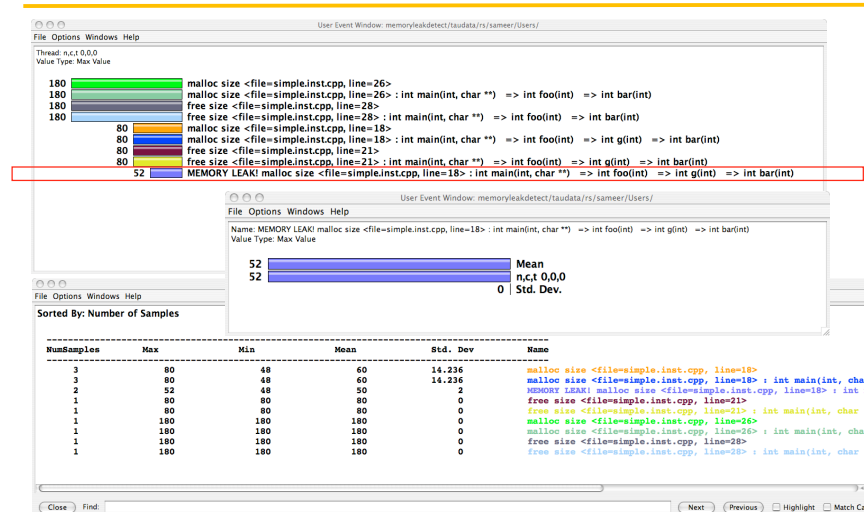 User Event Window: memoryleakdetect/taudata/rs/sameer/Users/
File Options Windows Help
Thread: n,c,t 0,0,0
Value Type: Max Value
180 malloc size <file=simple.inst.cpp, line=26>
180 malloc size <file=simple.inst.cpp, line=26> : int main(int, char **) => int foo(int) => int bar(int)
180 free size <file=simple.inst.cpp, line=28>
180 free size <file=simple.inst.cpp, line=28> : int main(int, char **) => int foo(int) => int bar(int)
80 malloc size <file=simple.inst.cpp, line=18>
80 malloc size <file=simple.inst.cpp, line=18> : int main(int, char **) => int foo(int) => int g(int) => int bar(int)
80 free size <file=simple.inst.cpp, line=21>
80 free size <file=simple.inst.cpp, line=21> : int main(int, char **) => int foo(int) => int g(int) => int bar(int)
52 MEMORY LEAK! malloc size <file=simple.inst.cpp, line=18> : int main(int, char **) => int foo(int) => int g(int) => int bar(int)
User Event Window: memoryleakdetect/taudata/rs/sameer/Users/
File Options Windows Help
Name: MEMORY LEAK! malloc size <file=simple.inst.cpp, line=18> : int main(int, char **) => int foo(int) => int g(int) => int bar(int)
Value Type: Max Value
52 Mean
52 n,c,t 0,0,0
0 Std. Dev.
File Options Windows Help
Sorted By: Number of Samples
NumSamples Max Min Mean Std. Dev Name
3 80 48 60 14.236 malloc size <file=simple.inst.cpp, line=18>
3 80 48 60 14.236 malloc size <file=simple.inst.cpp, line=18> : int main(int, cha
2 52 48 50 2 MEMORY LEAK! malloc size <file=simple.inst.cpp, line=18> : int
1 80 80 80 0 free size <file=simple.inst.cpp, line=21>
1 80 80 80 0 free size <file=simple.inst.cpp, line=21> : int main(int, char
1 180 180 180 0 malloc size <file=simple.inst.cpp, line=26>
1 180 180 180 0 malloc size <file=simple.inst.cpp, line=26> : int main(int, cha
1 180 180 180 0 free size <file=simple.inst.cpp, line=28>
1 180 180 180 0 free size <file=simple.inst.cpp, line=28> : int main(int, char
Close Find: Next Previous Highlight Match Ca